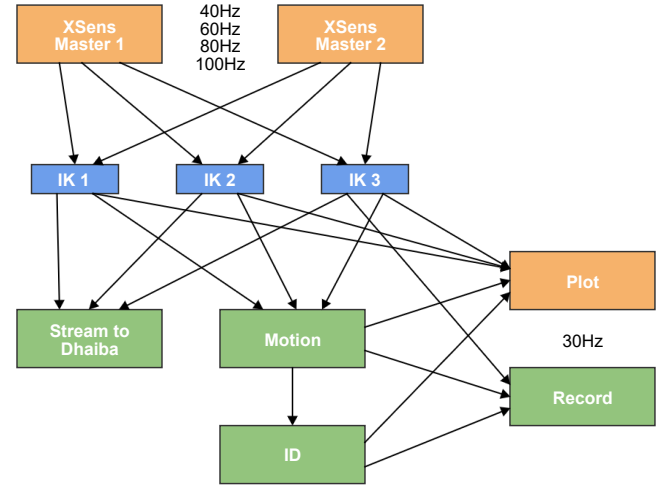 XSens
Master 1
40Hz
60Hz
80Hz
100Hz
XSens
Master 2
IK 1
IK 2
IK 3
Plot
Stream to
Dhaiba
Motion
30Hz
Record
ID